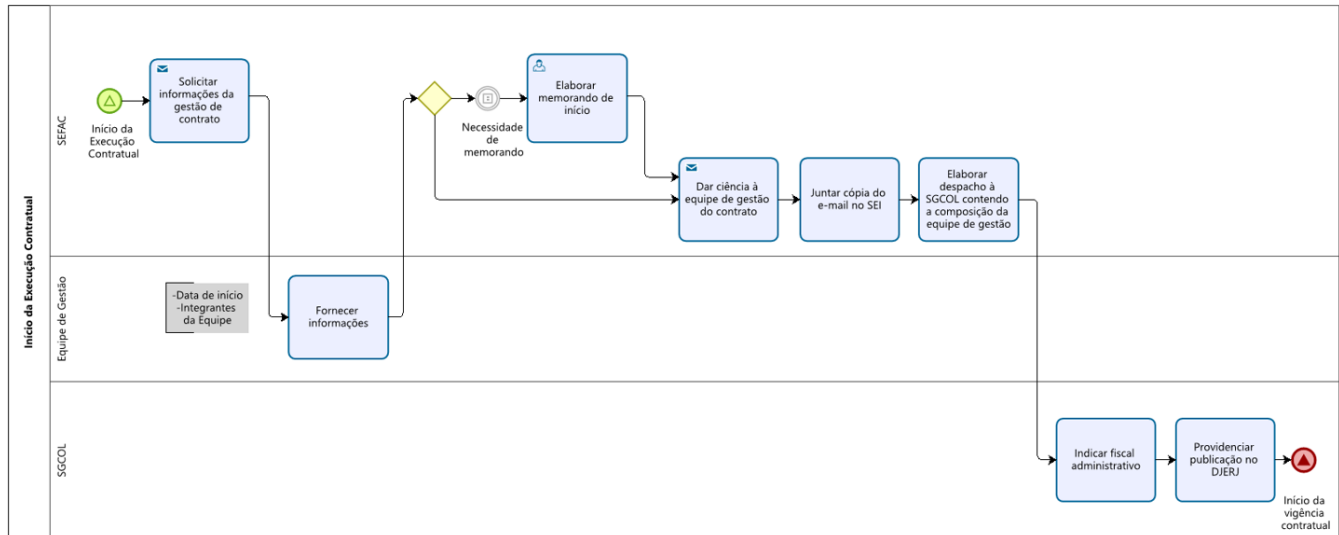 Início da Execução Contratual
SEFAC
Início da
Execução
Contratual
Solicitar
informações da
gestão de
contrato
Necessidade
de
memorando
Elaborar
memorando de
início
Dar ciência à
equipe de gestão
do contrato
Juntar cópia do
e-mail no SEI
Elaborar
despacho à
SGCOL contendo
a composição da
equipe de gestão
Equipe de Gestão
-Data de início
-Integrantes
da Equipe
Fornecer
informações
SGCOL
Indicar fiscal
administrativo
Providenciar
publicação no
DJERJ
Início da
vigência
contratual